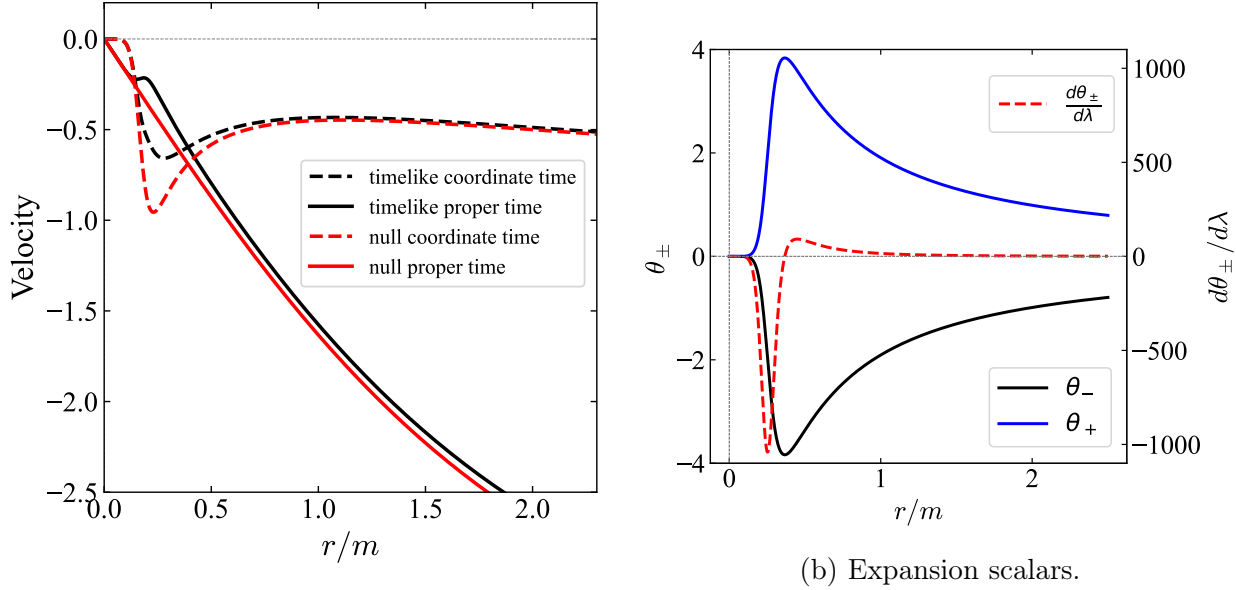 0.0
−0.5
−1.0
−1.5
−2.0
−2.5
Velocity
timelike coordinate time
timelike proper time
null coordinate time
null proper time
0.0 0.5 1.0 1.5 2.0
r/m
4
2
0
−2
−4
θ±
dθ±/dλ
1000
500
0
−500
−1000
dθ±/dλ
θ−
θ+
0 1 2
r/m
(b) Expansion scalars.